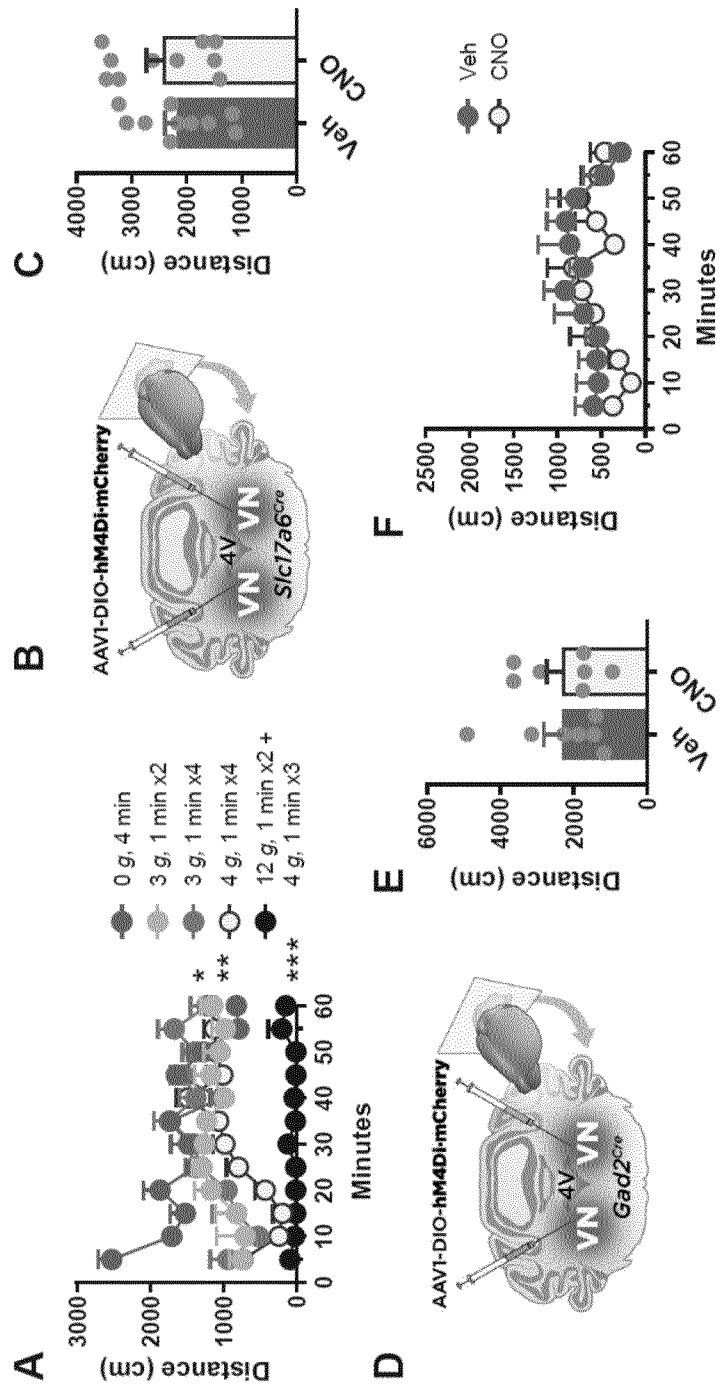 A
3000
2000
1000
0
Distance (cm)
0
10
20
30
40
50
60
Minutes
*
**
***
0 g, 4 min
3 g, 1 min x2
3 g, 1 min x4
4 g, 1 min x4
12 g, 1 min x2 +
4 g, 1 min x3
B
AAV1-DIO-hM4Di-mCherry
4V
VN VN
Slc17a6Cre
C
4000
3000
2000
1000
0
Distance (cm)
Veh
CNO
D
AAV1-DIO-hM4Di-mCherry
4V
VN VN
Gad2Cre
E
6000
4000
2000
0
Distance (cm)
Veh
CNO
F
2500
2000
1500
1000
500
0
Distance (cm)
0
10
20
30
40
50
60
Minutes
Veh
CNO